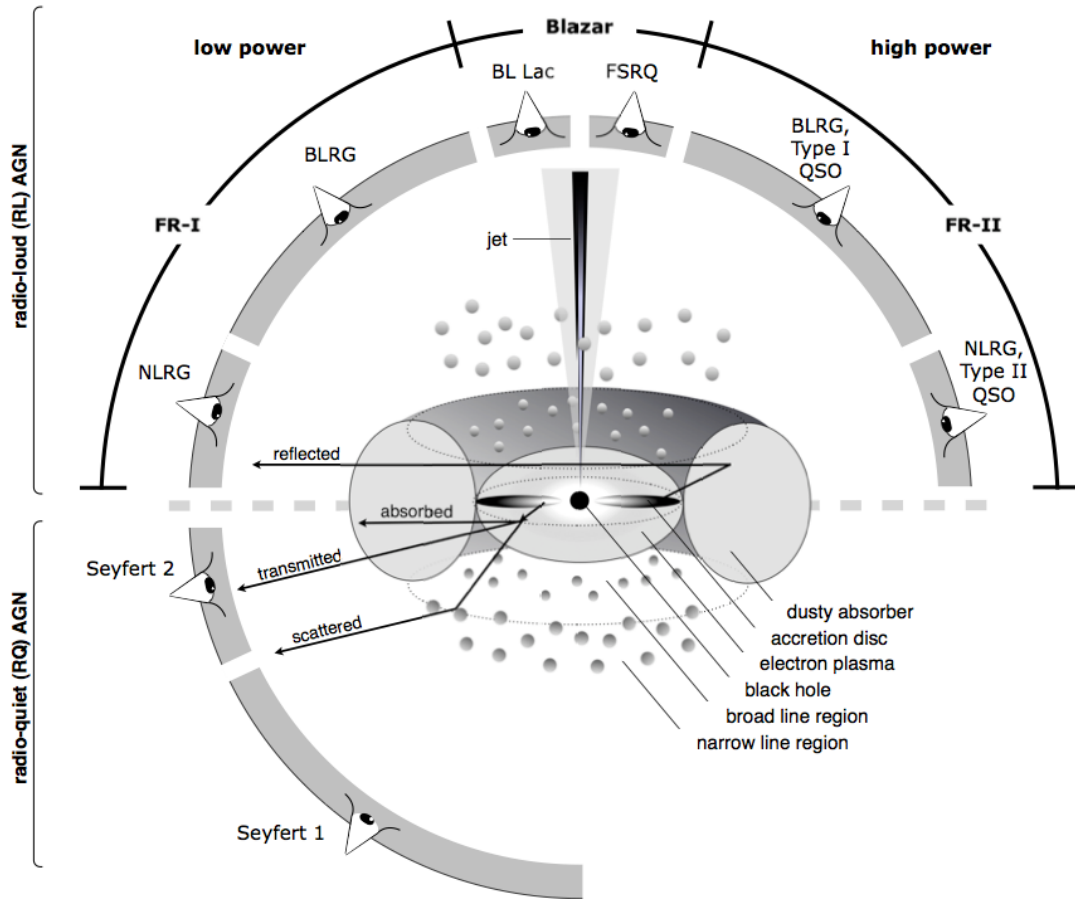 Blazar
low power
high power
BL Lac
FSRQ
BLRG
BLRG,
Type I
QSO
radio-loud (RL) AGN
FR-I
FR-II
jet
NLRG
NLRG,
Type II
QSO
reflected
absorbed
transmitted
scattered
Seyfert 2
dusty absorber
accretion disc
electron plasma
black hole
broad line region
narrow line region
radio-quiet (RQ) AGN
Seyfert 1